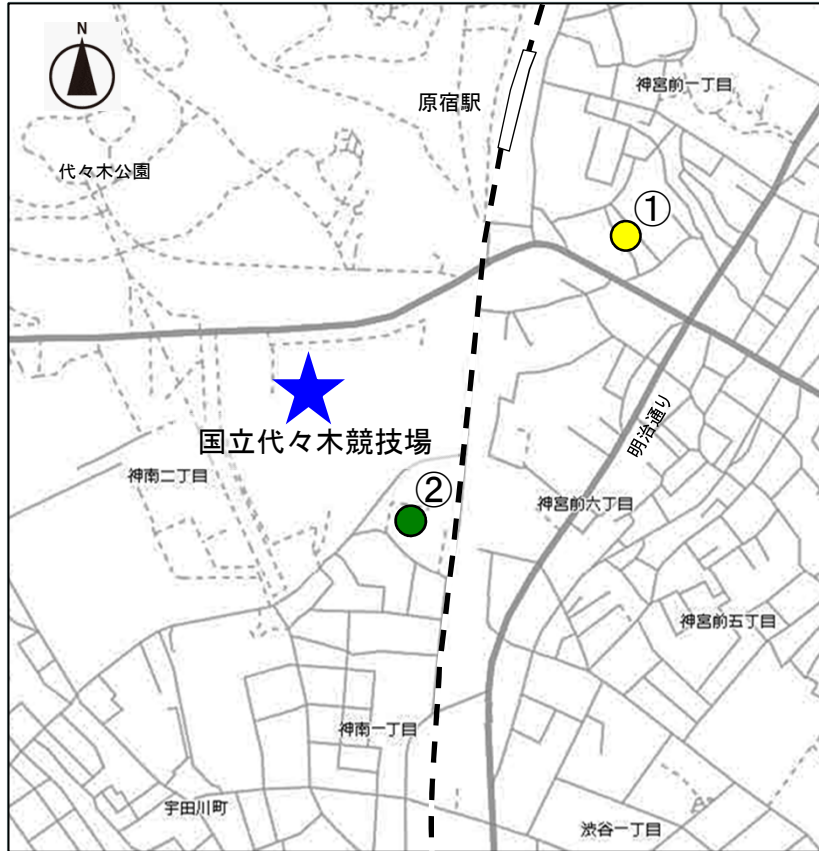 N
原宿駅
神宮前一丁目
代々木公園
①
国立代々木競技場
明治通り
神南二丁目
②
神宮前六丁目
神宮前五丁目
神南一丁目
宇田川町
渋谷一丁目